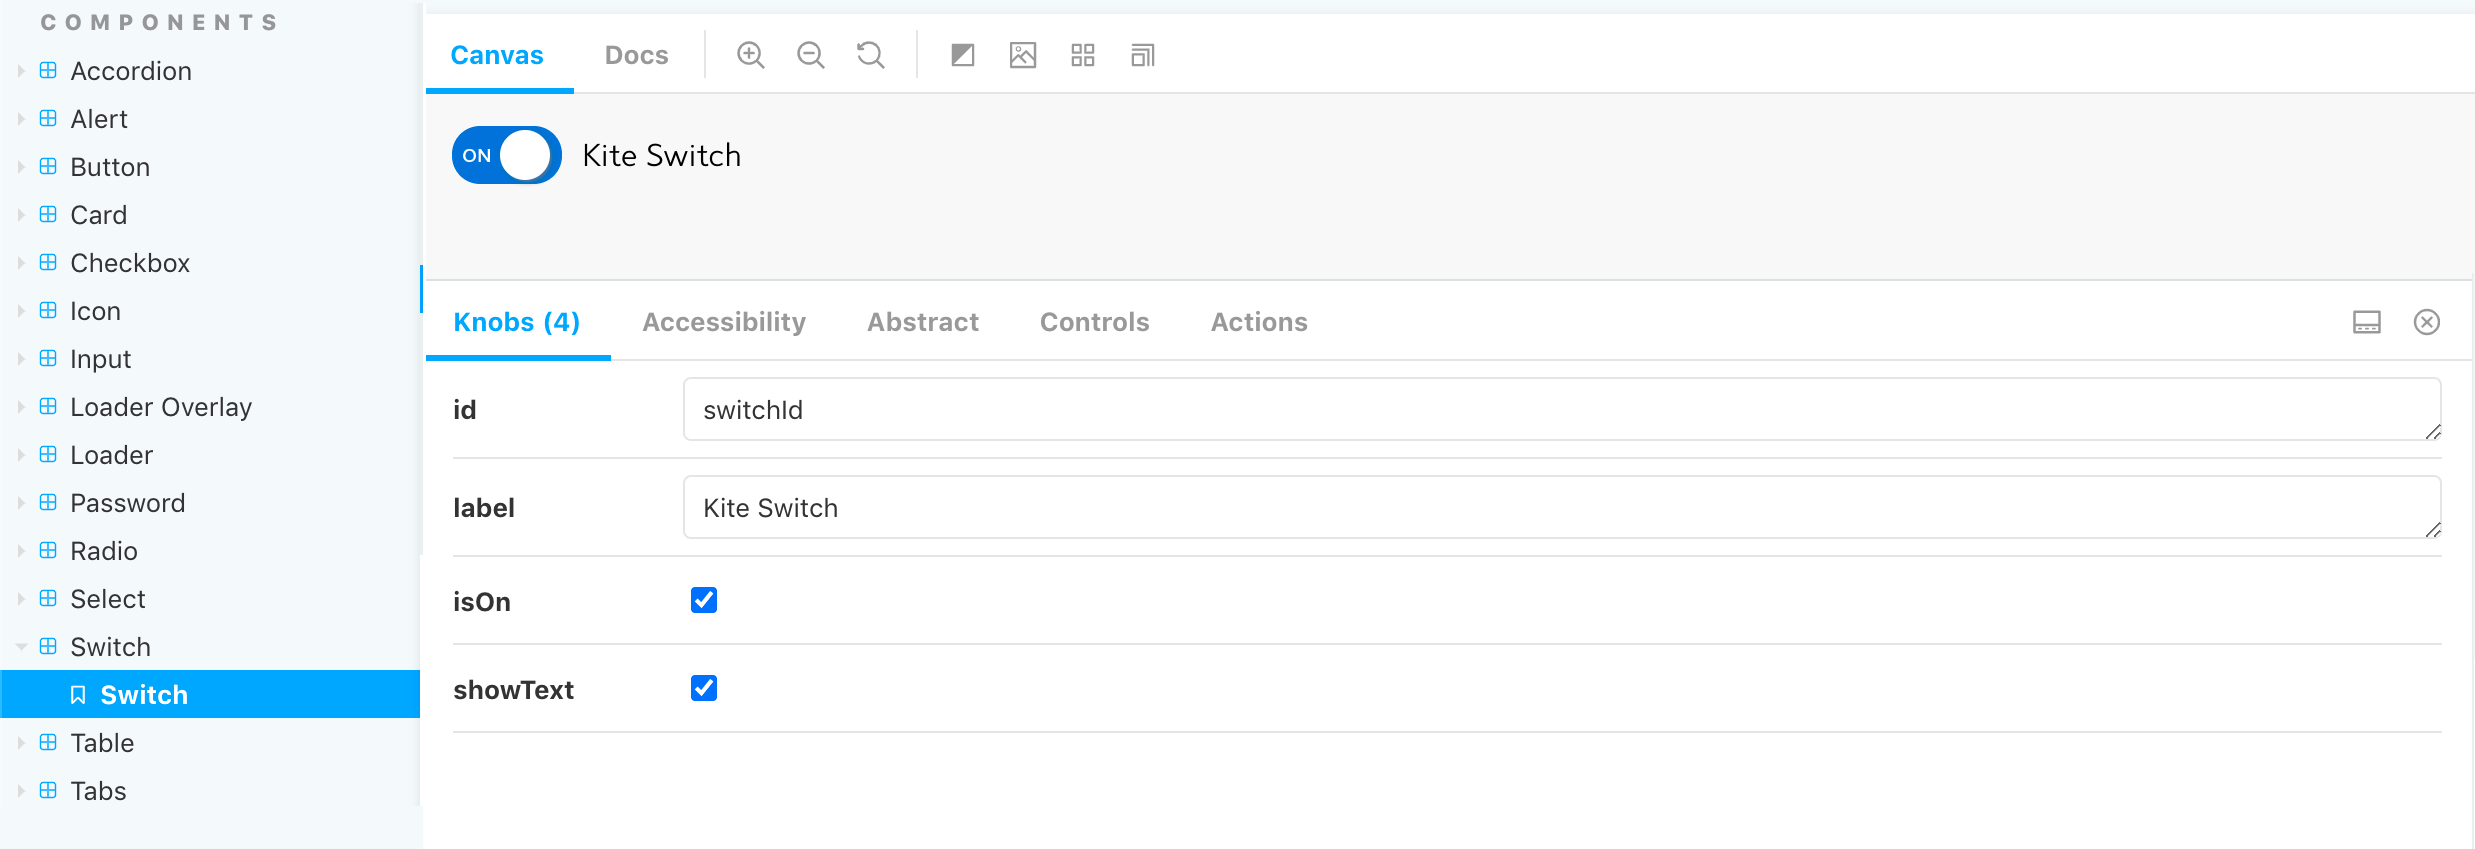 COMPONENTS
Accordion
Alert
Button
Card
Checkbox
Icon
Input
Loader Overlay
Loader
Password
Radio
Select
Switch
Switch
Table
Tabs
Canvas Docs
ON Kite Switch
Knobs (4) Accessibility Abstract Controls Actions
id switchId
label Kite Switch
isOn
showText